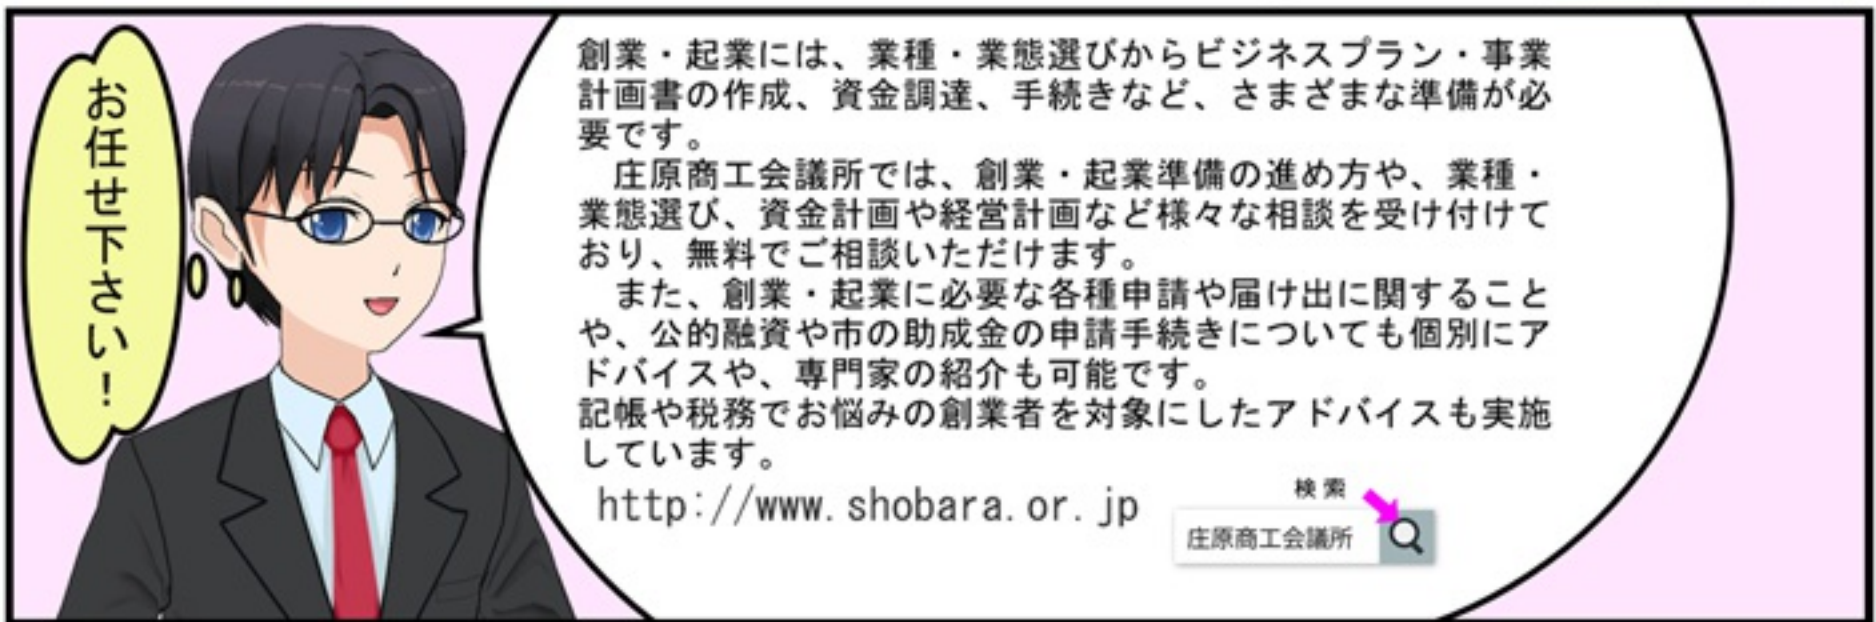 お任せ下さい！
創業・起業には、業種・業態選びからビジネスプラン・事業
計画書の作成、資金調達、手続きなど、さまざまな準備が必
要です。
　庄原商工会議所では、創業・起業準備の進め方や、業種・
業態選び、資金計画や経営計画など様々な相談を受け付けて
おり、無料でご相談いただけます。
　また、創業・起業に必要な各種申請や届け出に関すること
や、公的融資や市の助成金の申請手続きについても個別にア
ドバイスや、専門家の紹介も可能です。
記帳や税務でお悩みの創業者を対象にしたアドバイスも実施
しています。
http://www.shobara.or.jp
検索
庄原商工会議所